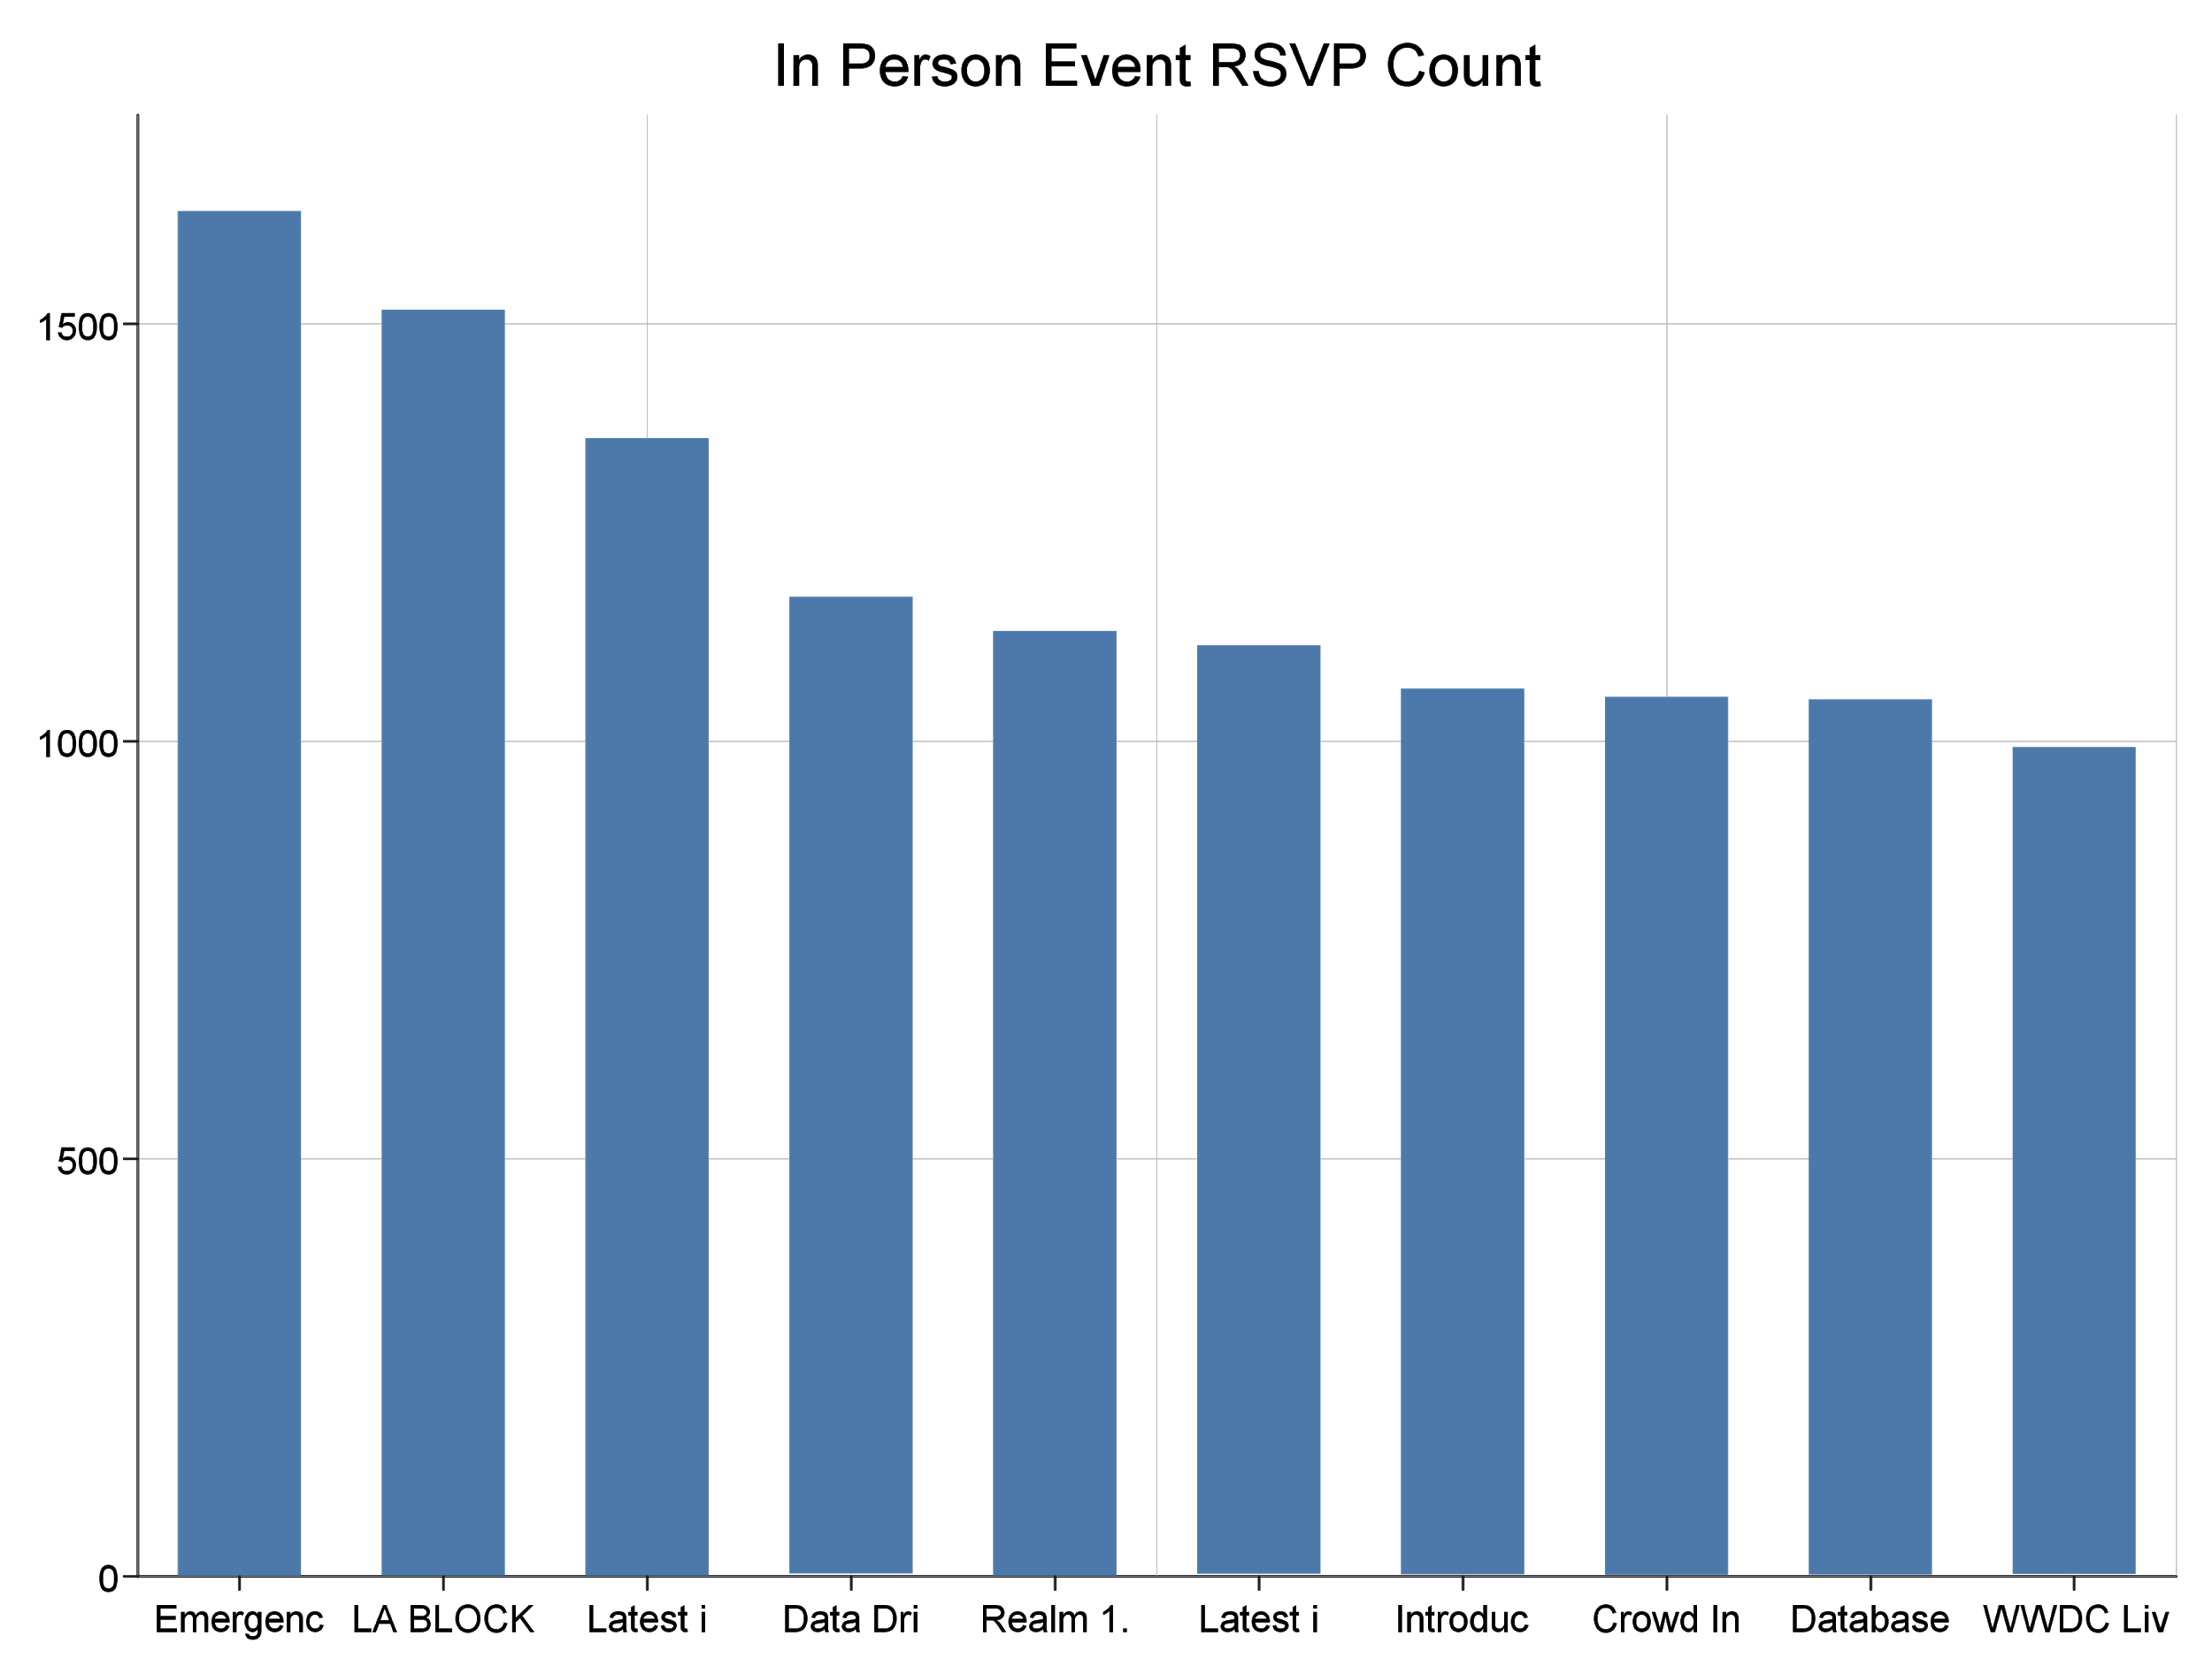 In Person Event RSVP Count
1500
1000
500
0
Emergenc LA BLOCK Latest i Data Dri Realm 1. Latest i Introduc Crowd In Database WWDC Liv